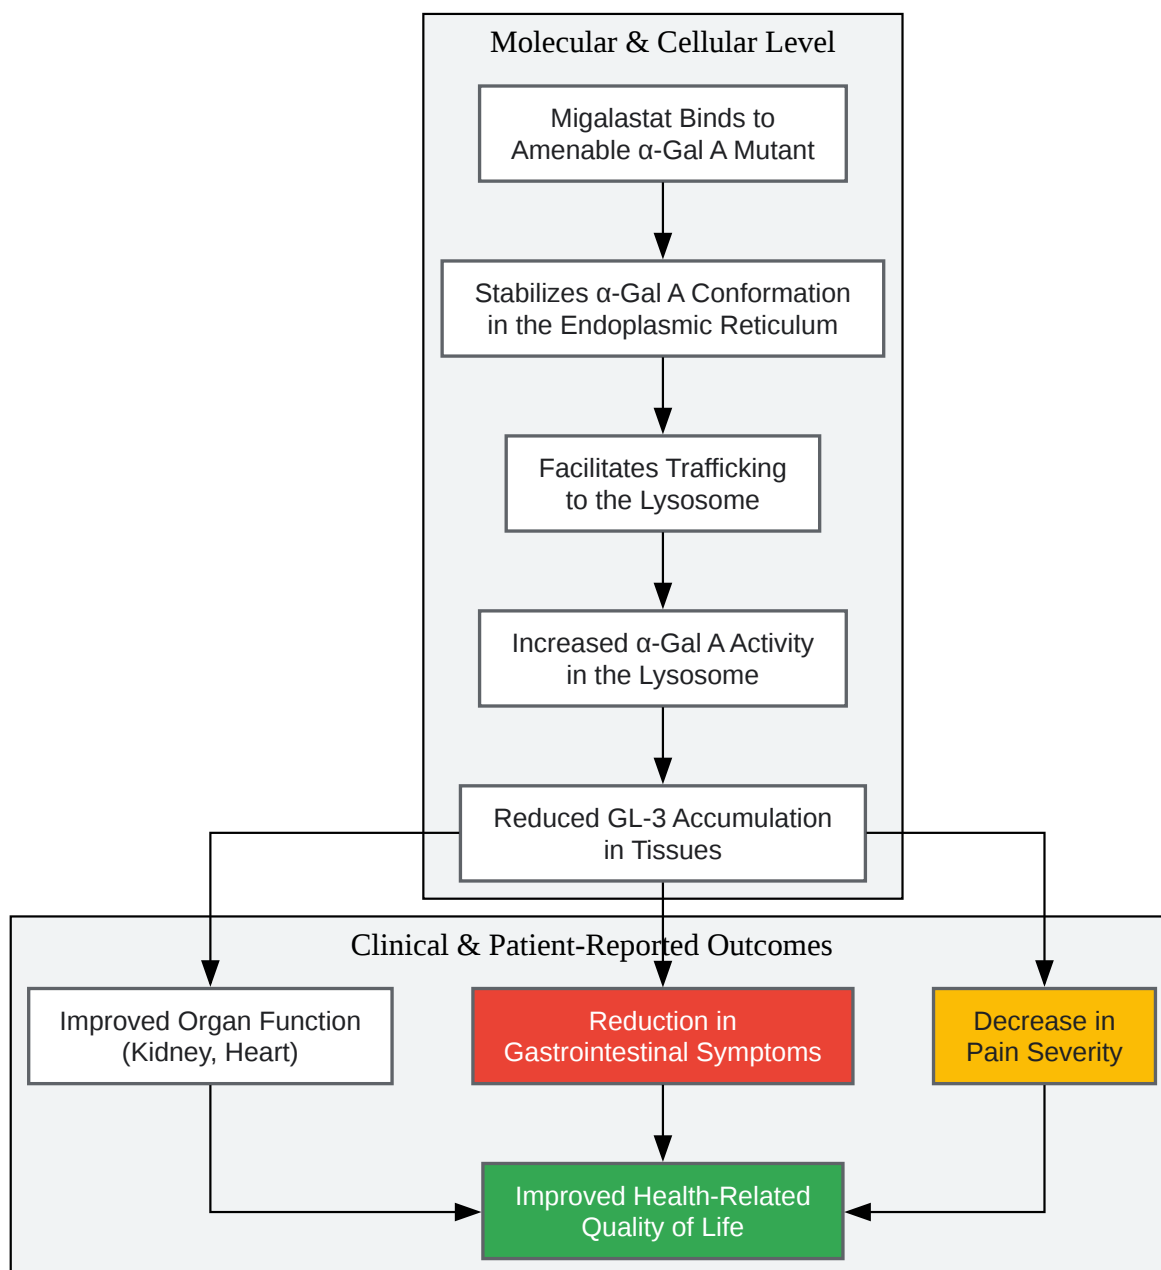 Molecular & Cellular Level
Migalastat Binds to
Amenable α-Gal A Mutant
Stabilizes α-Gal A Conformation
in the Endoplasmic Reticulum
Facilitates Trafficking
to the Lysosome
Increased α-Gal A Activity
in the Lysosome
Reduced GL-3 Accumulation
in Tissues
Clinical & Patient-Reported Outcomes
Improved Organ Function
(Kidney, Heart)
Reduction in
Gastrointestinal Symptoms
Decrease in
Pain Severity
Improved Health-Related
Quality of Life